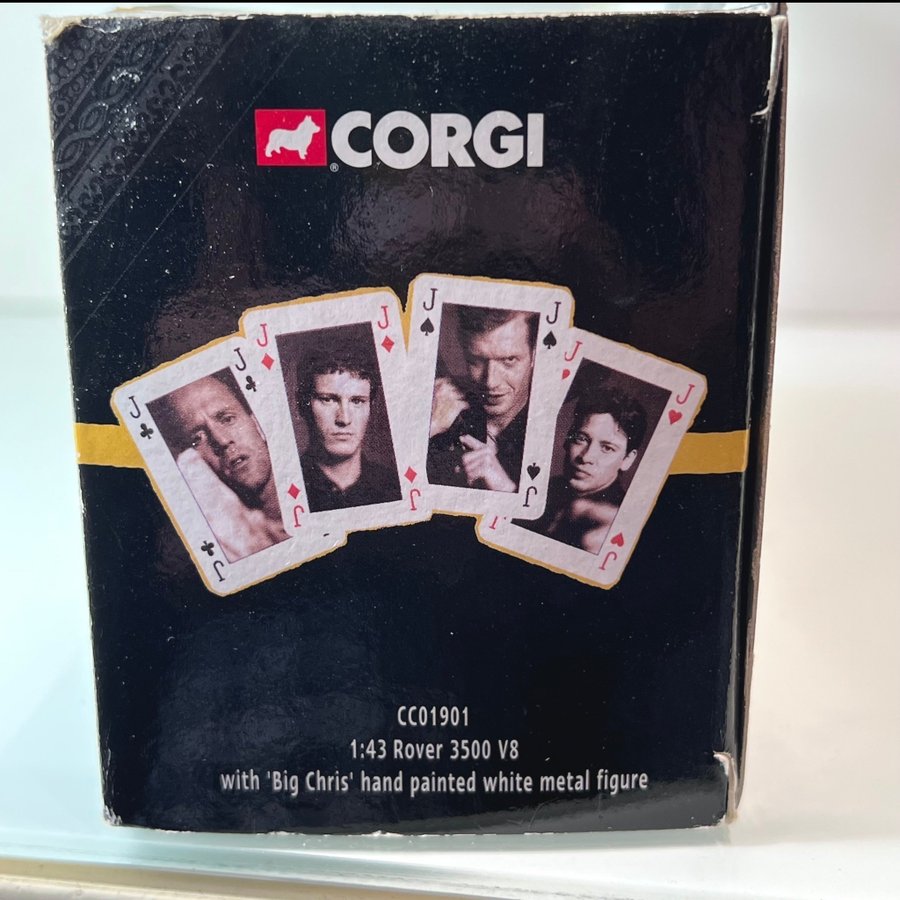 CORGI
®
J J
J J
J J
J J
J J
J J
J J
J J
CC01901
1:43 Rover 3500 V8
with 'Big Chris' hand painted white metal figure